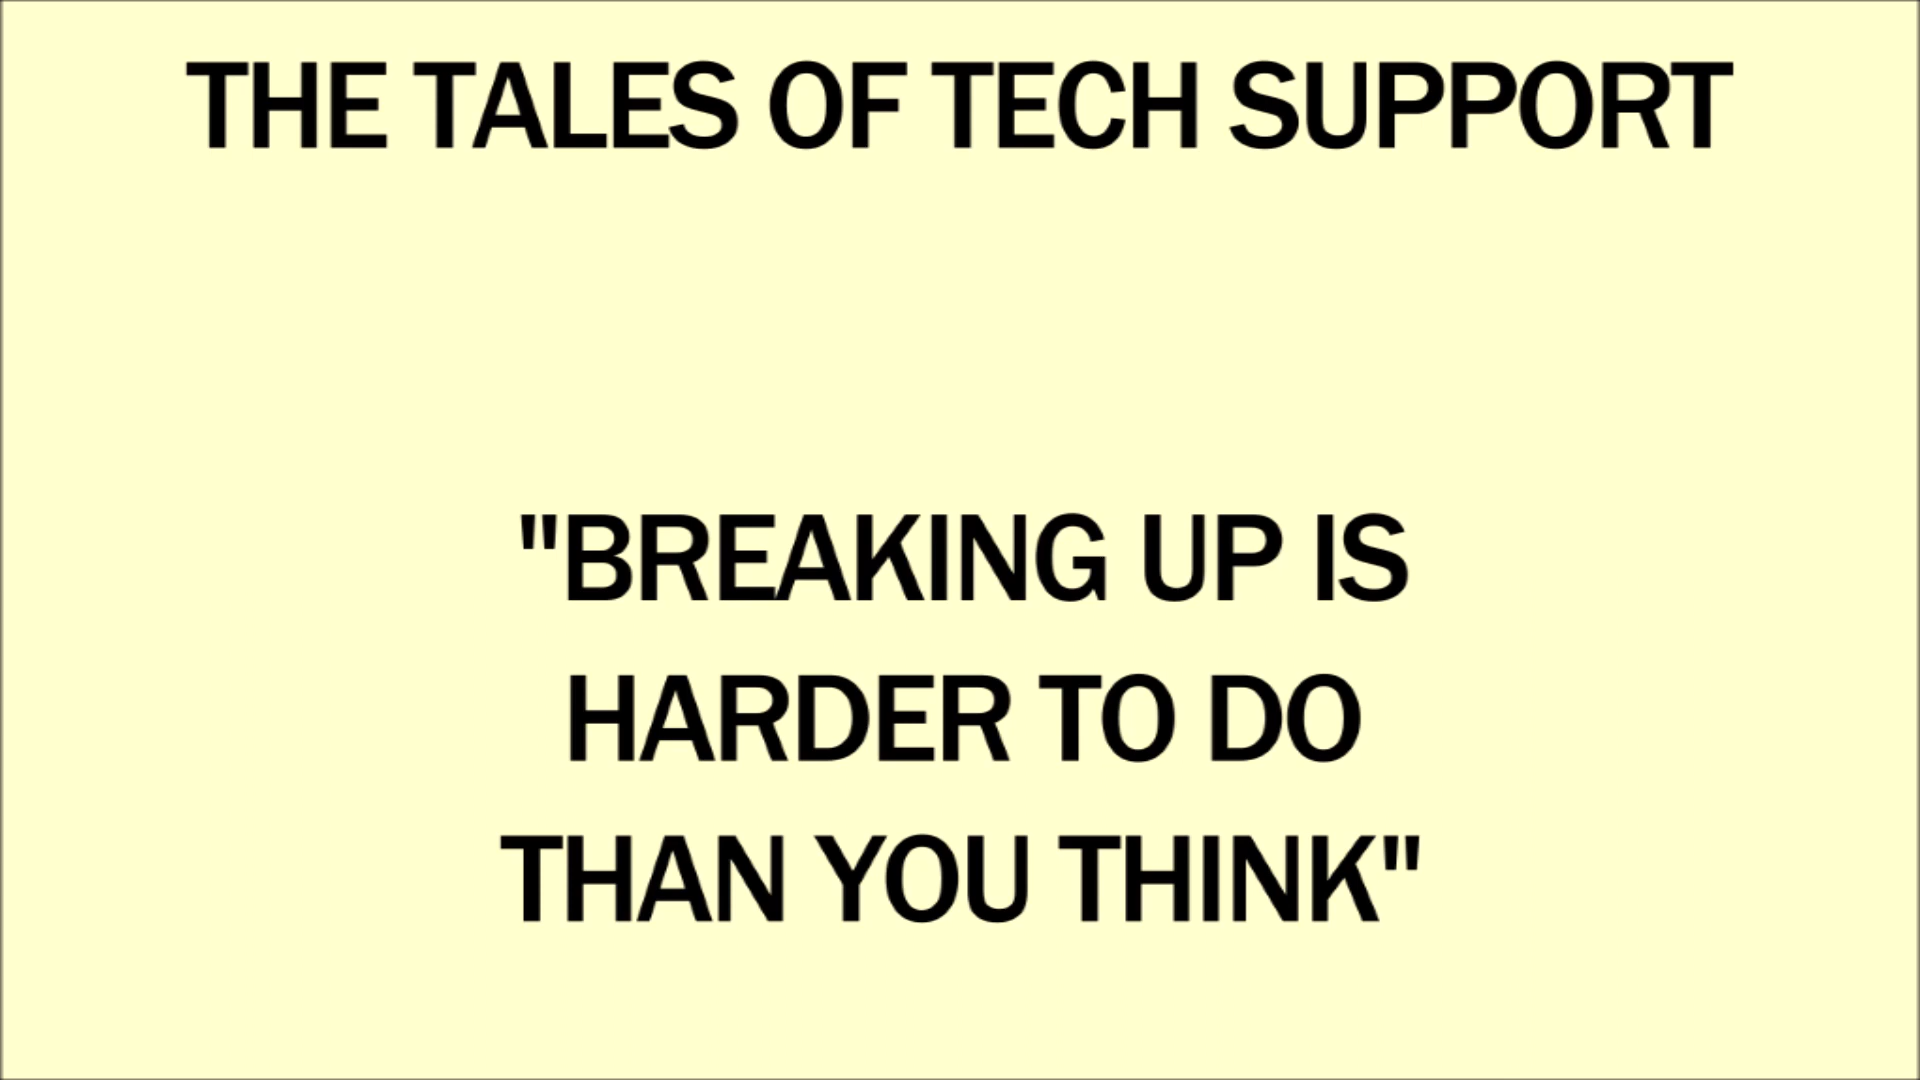 THE TALES OF TECH SUPPORT
"BREAKING UP IS
HARDER TO DO
THAN YOU THINK"